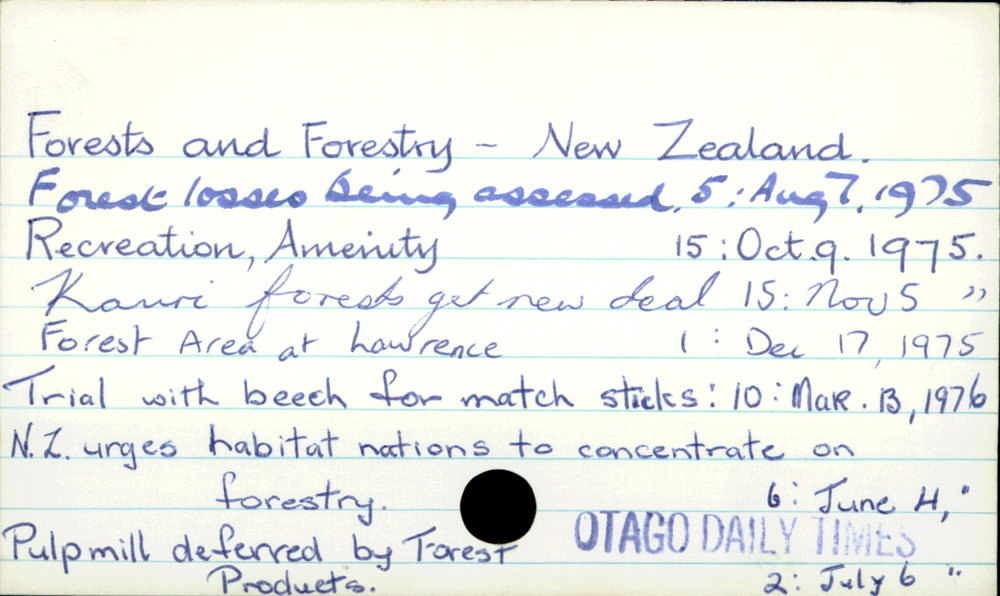 Forests and Forestry - New Zealand.
Forest losses being assessed, 5: Aug 7, 1975
Recreation, Amenity 15: Oct. 9. 1975.
Kauri forests get new deal 15: Nov 5 "
Forest Area at Lawrence 1: Dec 17, 1975
Trial with beech for match sticks: 10: Mar. 13, 1976
N.Z. urges habitat nations to concentrate on
forestry. 6: June 4, "
OTAGO DAILY TIMES
Pulpmill deferred by Forest
Products. 2: July 6 "